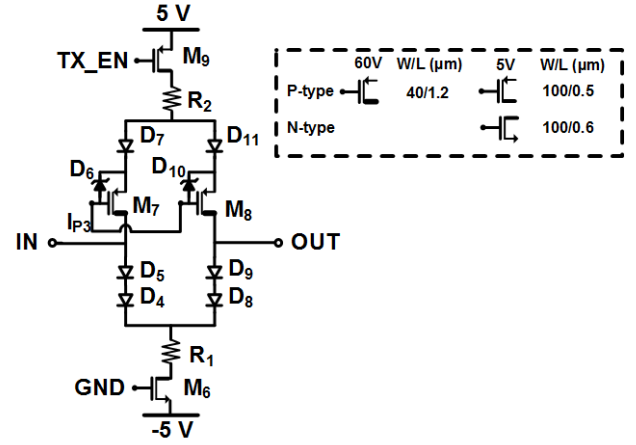 5 V
TX_EN
M9
R2
60V W/L (µm) 5V W/L (µm)
P-type 40/1.2 100/0.5
N-type 100/0.6
D7 D11
D6 D10
M7 M8
IP3
IN OUT
D5 D9
D4 D8
R1
GND M6
-5 V